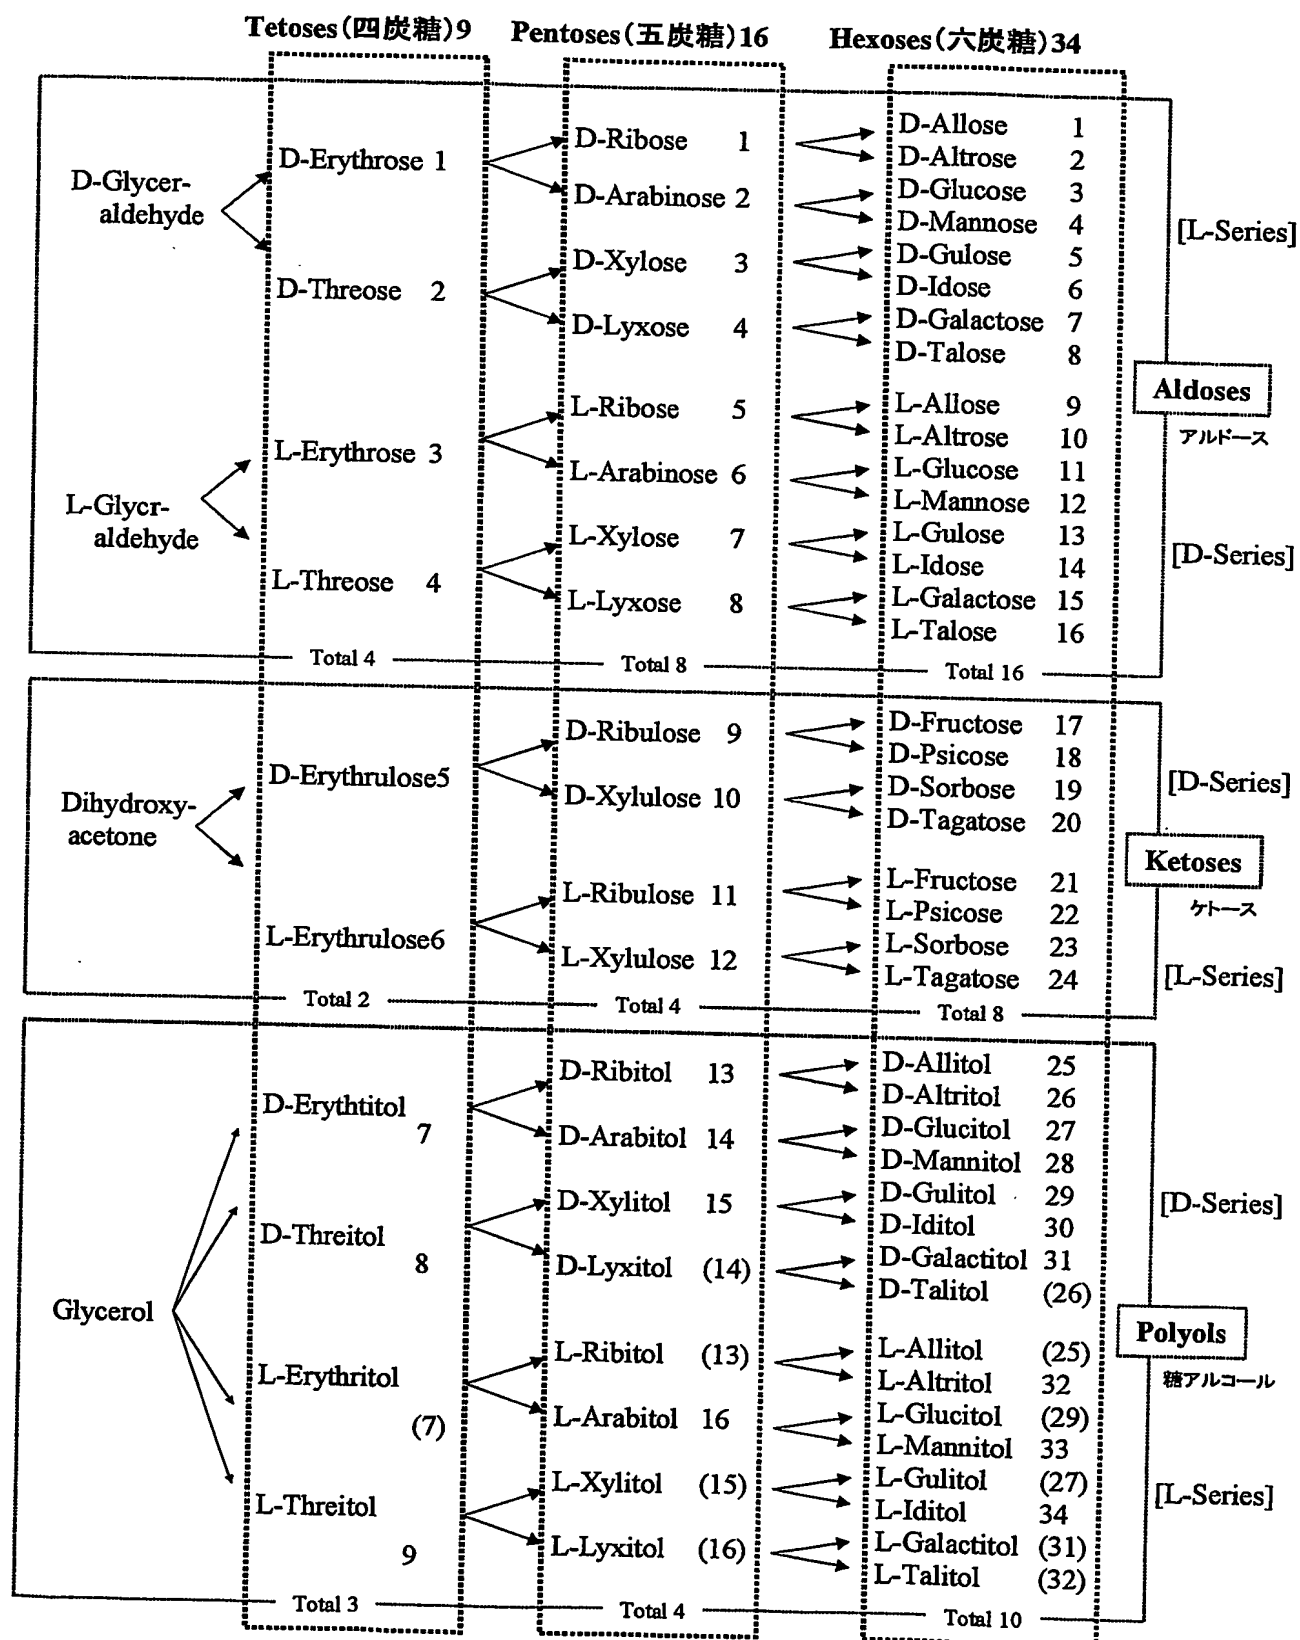 Tetoses(四炭糖)9
Pentoses(五炭糖)16
Hexoses(六炭糖)34
D-Glycer-
aldehyde
D-Erythrose 1
D-Threose 2
D-Ribose 1
D-Arabinose 2
D-Xylose 3
D-Lyxose 4
D-Allose 1
D-Altrose 2
D-Glucose 3
D-Mannose 4
D-Gulose 5
D-Idose 6
D-Galactose 7
D-Talose 8
[L-Series]
L-Glycr-
aldehyde
L-Erythrose 3
L-Threose 4
L-Ribose 5
L-Arabinose 6
L-Xylose 7
L-Lyxose 8
L-Allose 9
L-Altrose 10
L-Glucose 11
L-Mannose 12
L-Gulose 13
L-Idose 14
L-Galactose 15
L-Talose 16
Aldoses
アルドース
[D-Series]
Total 4
Total 8
Total 16
Dihydroxy-
acetone
D-Erythrulose5
L-Erythrulose6
D-Ribulose 9
D-Xylulose 10
L-Ribulose 11
L-Xylulose 12
D-Fructose 17
D-Psicose 18
D-Sorbose 19
D-Tagatose 20
L-Fructose 21
L-Psicose 22
L-Sorbose 23
L-Tagatose 24
[D-Series]
Ketoses
ケトース
[L-Series]
Total 2
Total 4
Total 8
Glycerol
D-Erythtitol
7
D-Threitol
8
L-Erythritol
(7)
L-Threitol
9
D-Ribitol 13
D-Arabitol 14
D-Xylitol 15
D-Lyxitol (14)
L-Ribitol (13)
L-Arabitol 16
L-Xylitol (15)
L-Lyxitol (16)
D-Allitol 25
D-Altritol 26
D-Glucitol 27
D-Mannitol 28
D-Gulitol 29
D-Iditol 30
D-Galactitol 31
D-Talitol (26)
L-Allitol (25)
L-Altritol 32
L-Glucitol (29)
L-Mannitol 33
L-Gulitol (27)
L-Iditol 34
L-Galactitol (31)
L-Talitol (32)
[D-Series]
Polyols
糖アルコール
[L-Series]
Total 3
Total 4
Total 10